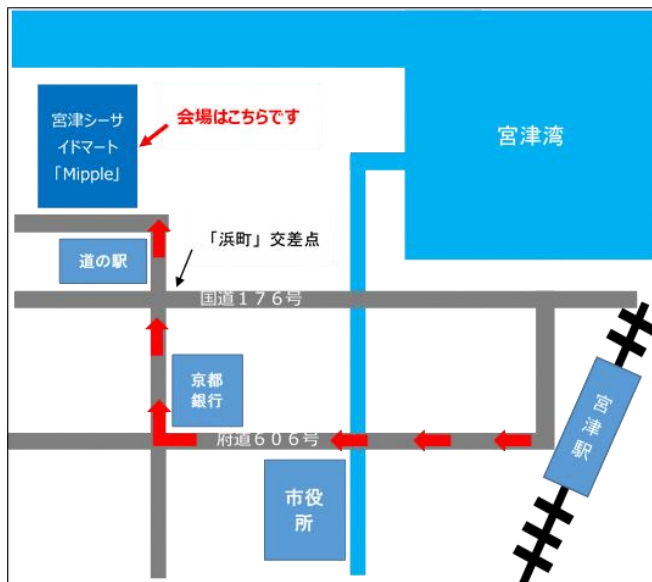 宮津シーサ
イドマート
「Mipple」
会場はこちらです
宮津湾
「浜町」交差点
道の駅
国道176号
京都
銀行
宮津駅
府道606号
市役
所